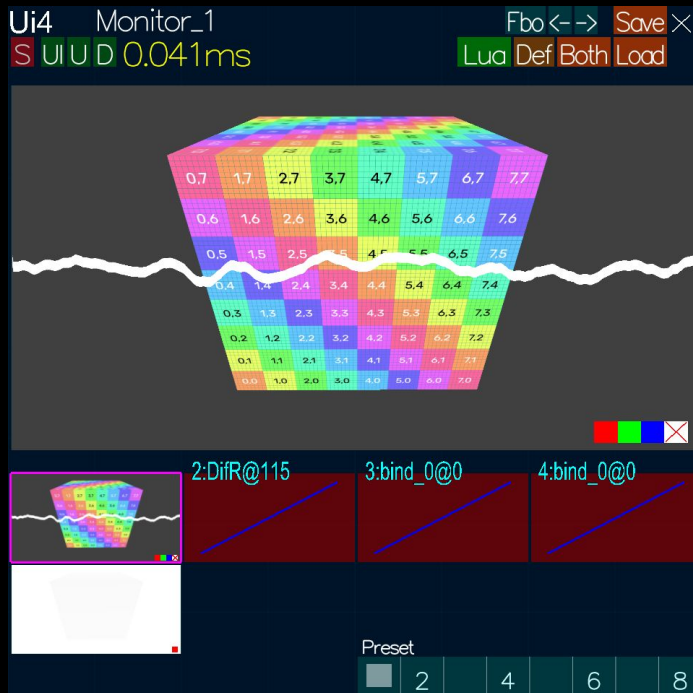 Ui4 Monitor_1 Fbo <- -> Save ×
S UI U D 0.041ms Lua Def Both Load
0,7 1,7 2,7 3,7 4,7 5,7 6,7 7,7
0,6 1,6 2,6 3,6 4,6 5,6 6,6 7,6
0,5 1,5 2,5 6,5 7,5
0,4 1,4 2,4 3,4 4,4 5,4 6,4 7,4
0,3 1,3 2,3 3,3 4,3 5,3 6,3 7,3
0,2 1,2 2,2 3,2 4,2 5,2 6,2 7,2
0,1 1,1 2,1 3,1 4,1 5,1 6,1 7,1
0,0 1,0 2,0 3,0 4,0 5,0 6,0 7,0
2:DifR@115 3:bind_0@0 4:bind_0@0
Preset
2 4 6 8